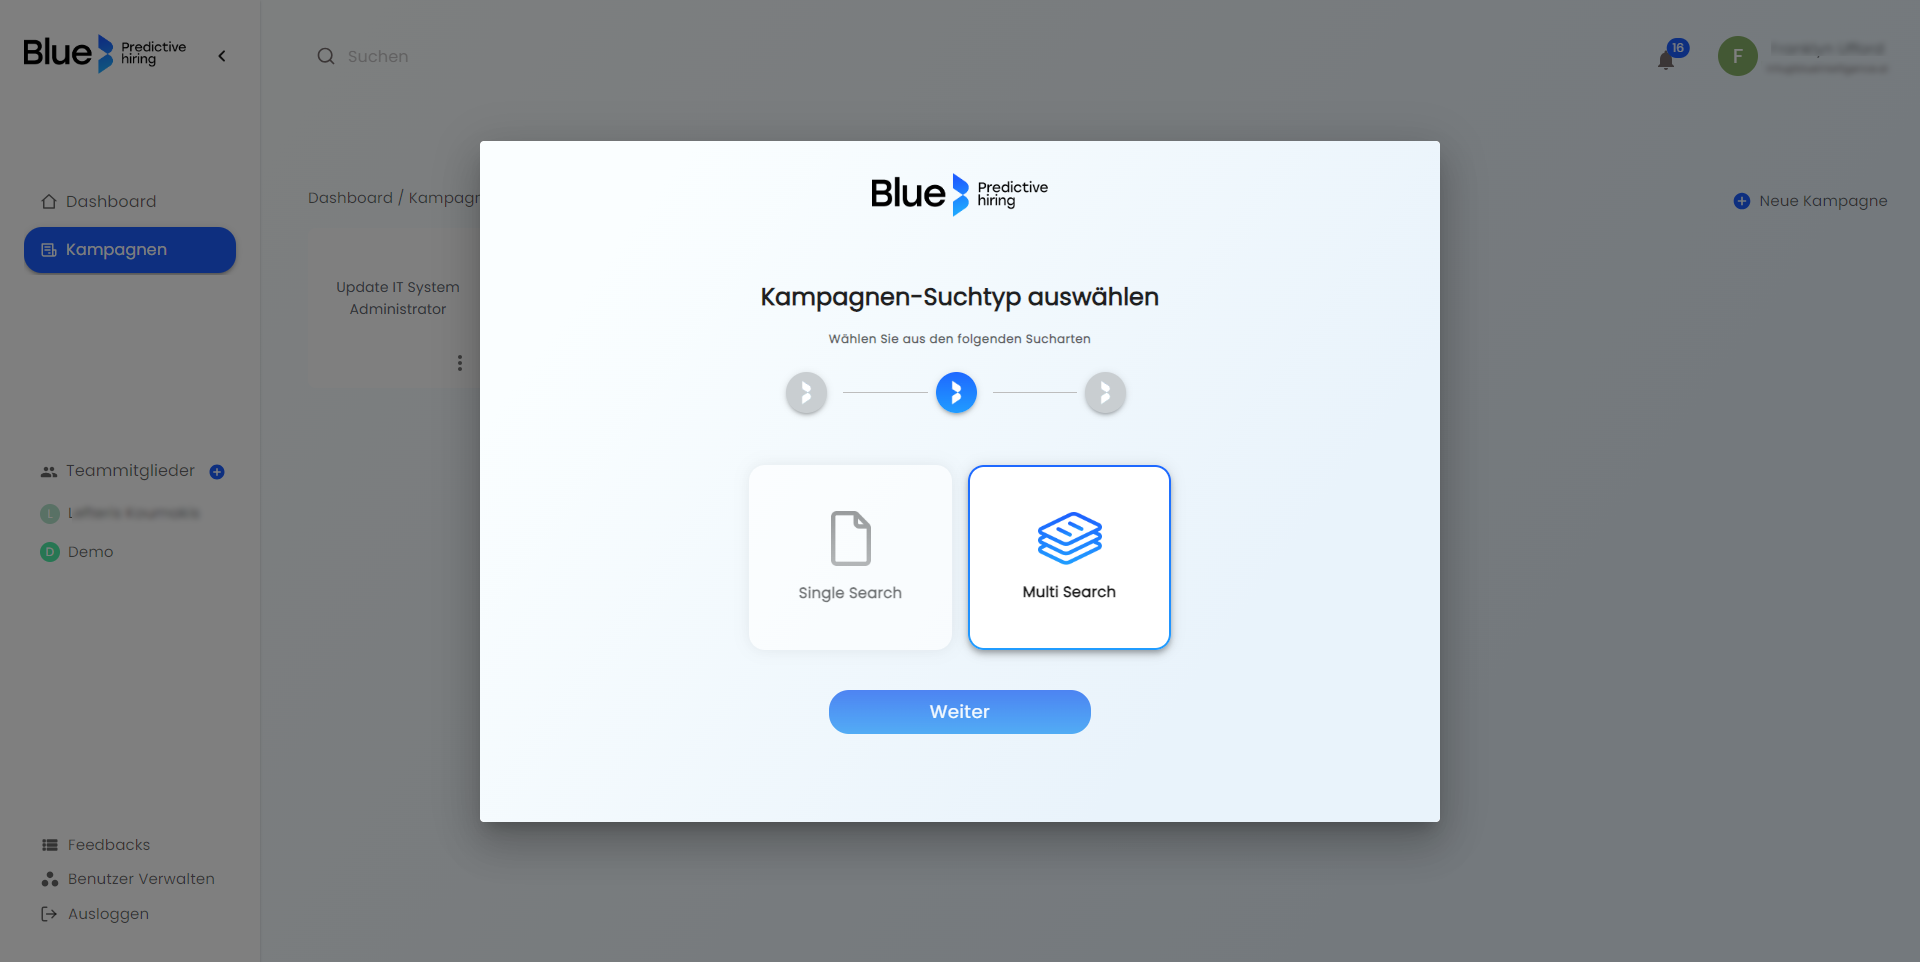 Blue Predictive hiring
Suchen
16
F
Dashboard
Kampagnen
Dashboard / Kampagn
Neue Kampagne
Update IT System
Administrator
Teammitglieder
L
D Demo
Feedbacks
Benutzer Verwalten
Ausloggen
Blue Predictive hiring
Kampagnen-Suchtyp auswählen
Wählen Sie aus den folgenden Sucharten
Single Search
Multi Search
Weiter